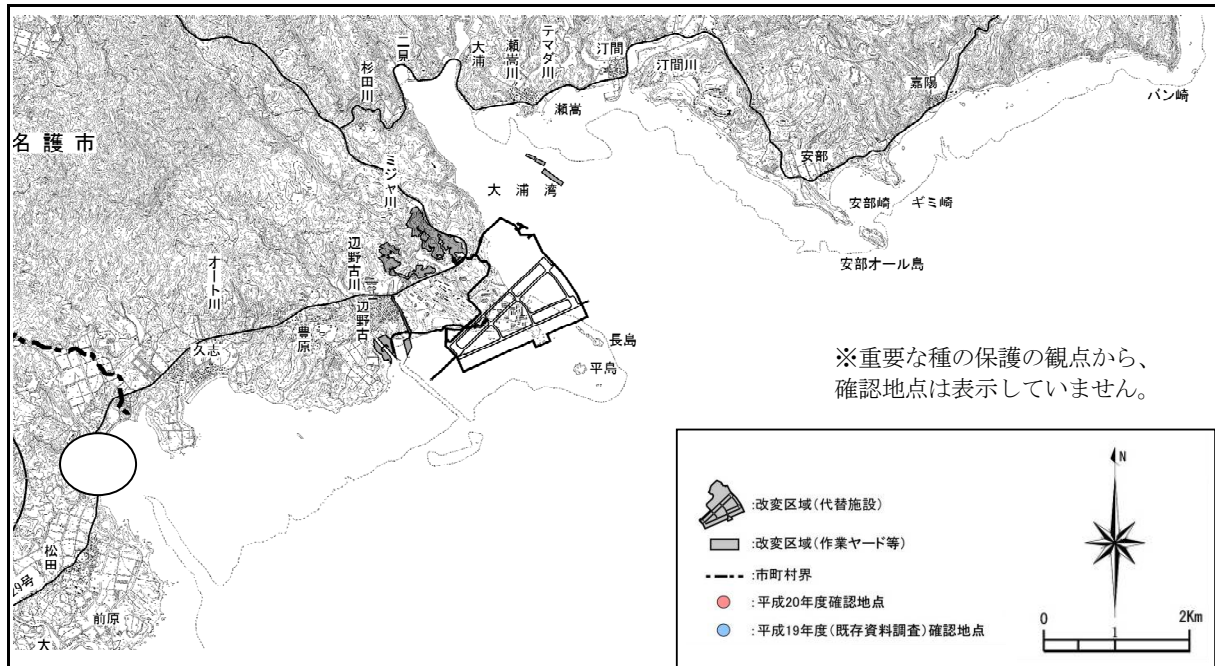 二見
杉田川
大浦
瀬嵩川
テマダ川
汀間
汀間川
瀬嵩
嘉陽
バン崎
名護市
ミジャ川
大浦湾
安部
安部崎
ギミ崎
安部オール島
辺野古川
辺野古
オート川
久志
豊原
長島
平島
※重要な種の保護の観点から、
確認地点は表示していません。
松田
29号
前原
大
:改変区域(代替施設)
:改変区域(作業ヤード等)
:市町村界
:平成20年度確認地点
:平成19年度(既存資料調査)確認地点
N
0 1 2Km